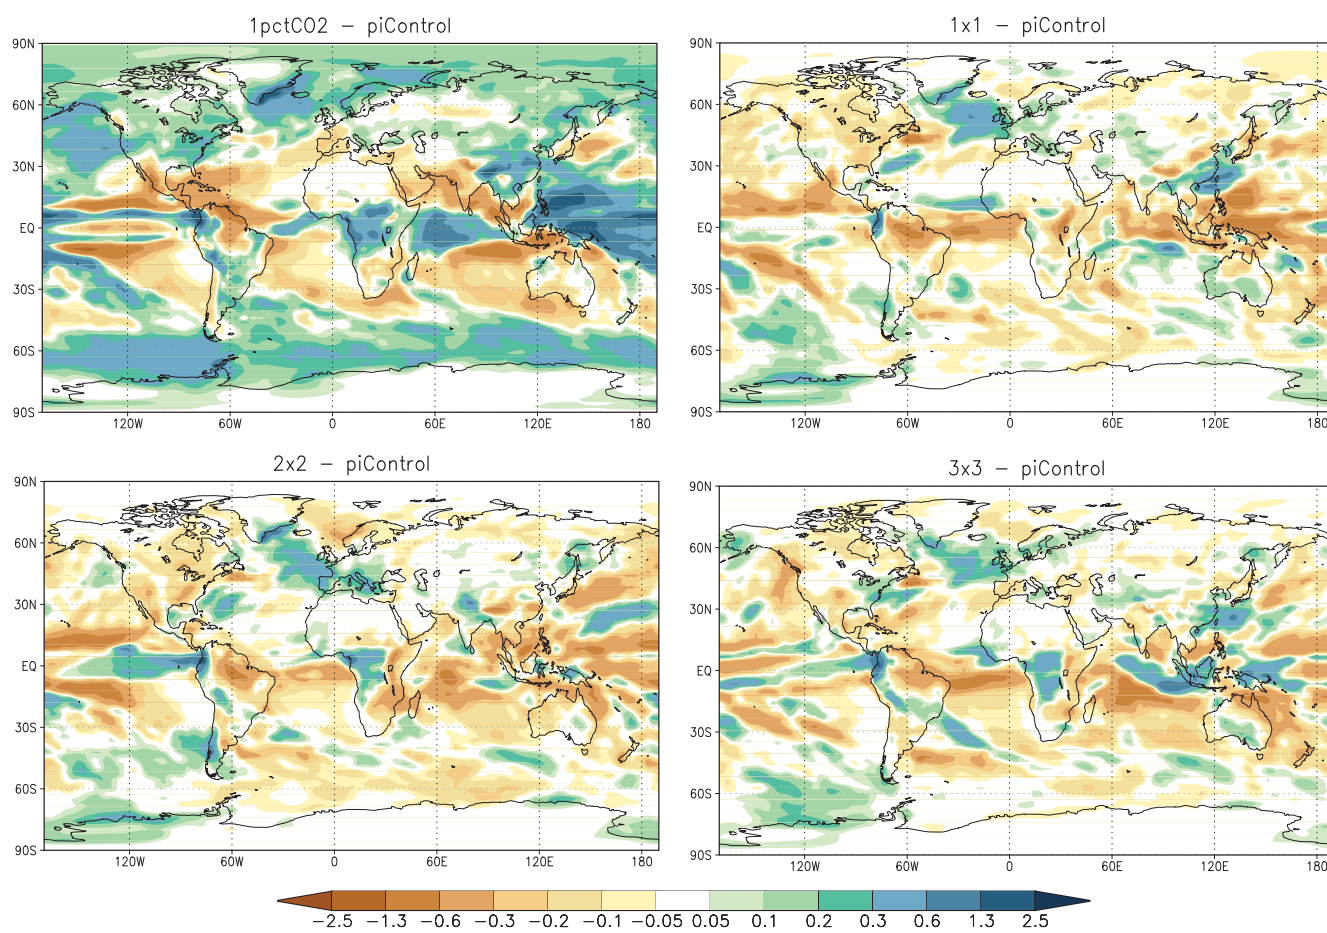 1pctCO2 − piControl
1x1 − piControl
90N
60N
30N
EQ
30S
60S
90S
120W 60W 0 60E 120E 180
90N
60N
30N
EQ
30S
60S
90S
120W 60W 0 60E 120E 180
2x2 − piControl
3x3 − piControl
90N
60N
30N
EQ
30S
60S
90S
120W 60W 0 60E 120E 180
90N
60N
30N
EQ
30S
60S
90S
120W 60W 0 60E 120E 180
−2.5 −1.3 −0.6 −0.3 −0.2 −0.1 −0.05 0.05 0.1 0.2 0.3 0.6 1.3 2.5